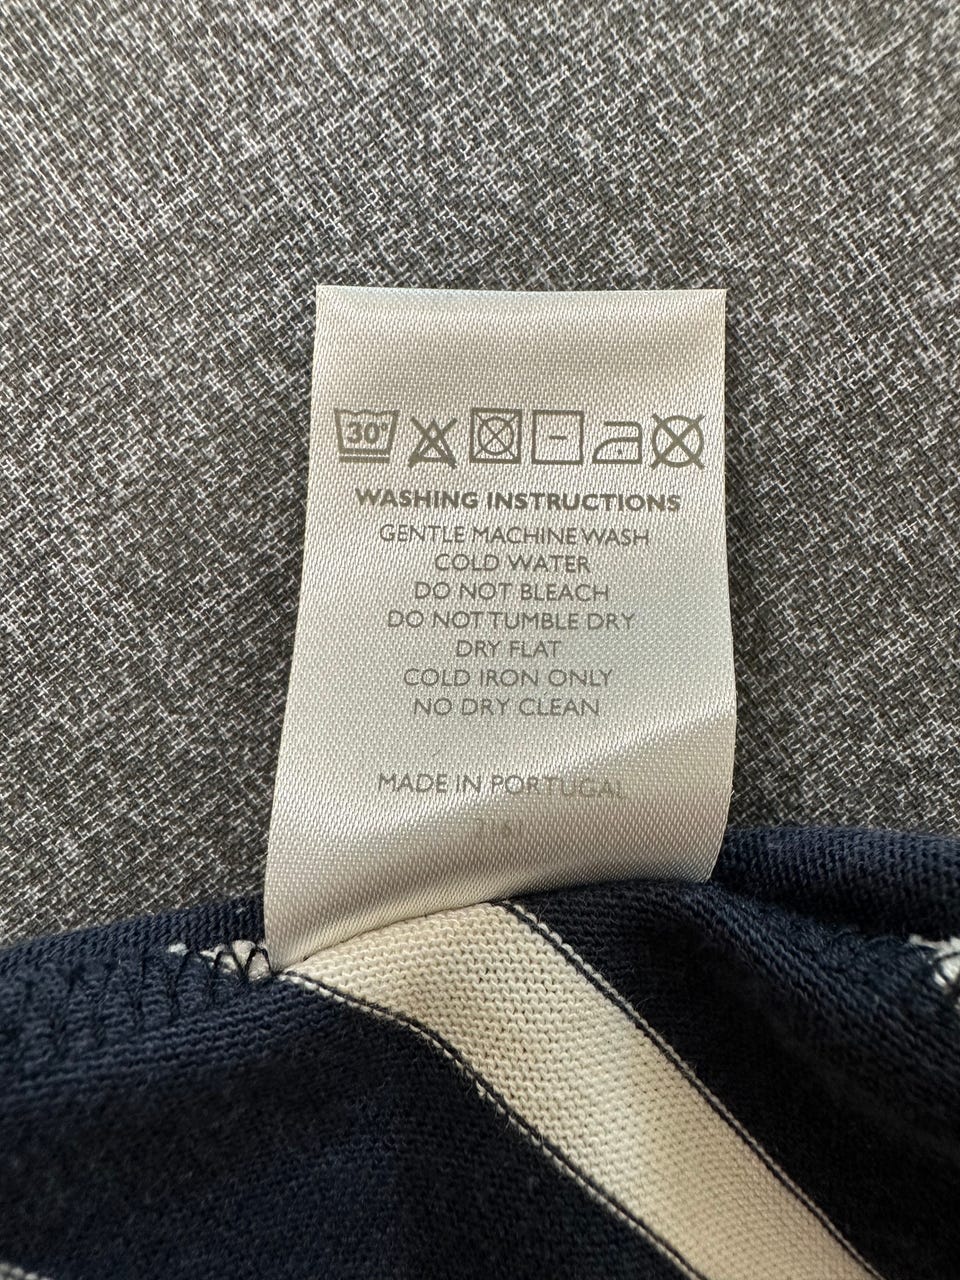 30°
WASHING INSTRUCTIONS
GENTLE MACHINE WASH
COLD WATER
DO NOT BLEACH
DO NOT TUMBLE DRY
DRY FLAT
COLD IRON ONLY
NO DRY CLEAN
MADE IN PORTUGAL